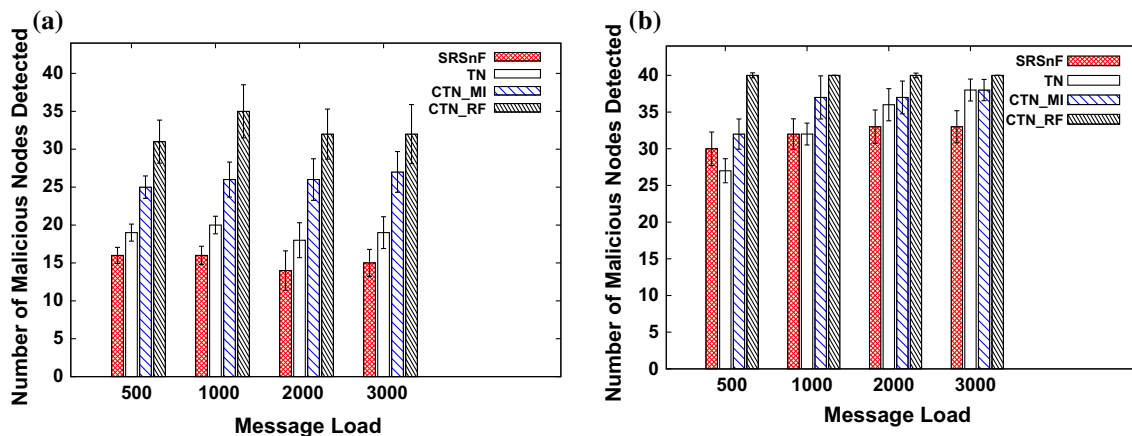 (a)
Number of Malicious Nodes Detected
40
35
30
25
20
15
10
5
0
SRSnF
TN
CTN_MI
CTN_RF
500 1000 2000 3000
Message Load
(b)
Number of Malicious Nodes Detected
40
35
30
25
20
15
10
5
0
SRSnF
TN
CTN_MI
CTN_RF
500 1000 2000 3000
Message Load